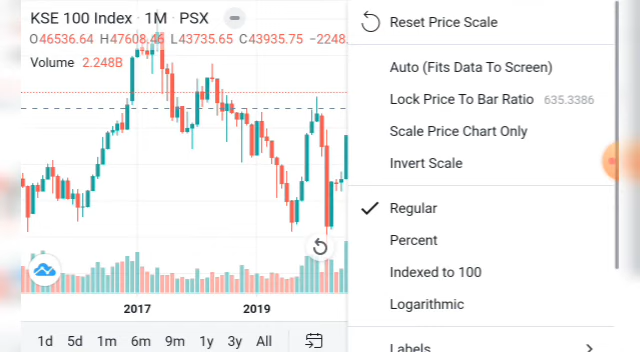 KSE 100 Index · 1M · PSX
O46536.64 H47608.46 L43735.65 C43935.75 −2248.
Volume 2.248B
2017 2019
1d 5d 1m 6m 9m 1y 3y All
Reset Price Scale
Auto (Fits Data To Screen)
Lock Price To Bar Ratio 635.3386
Scale Price Chart Only
Invert Scale
Regular
Percent
Indexed to 100
Logarithmic
Labels